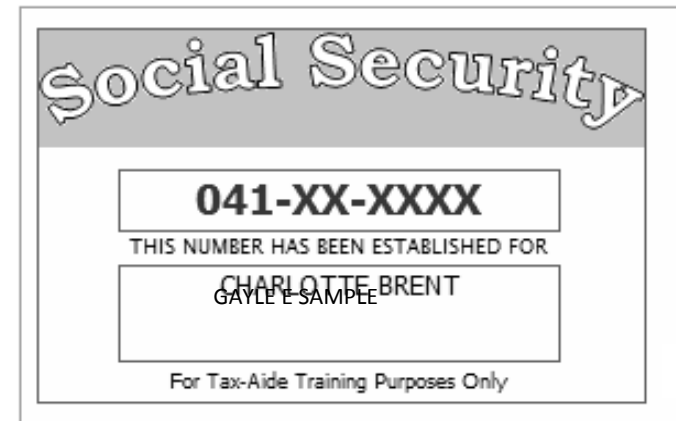 Social Security
041-XX-XXXX
THIS NUMBER HAS BEEN ESTABLISHED FOR
CHARLOTTE BRENT
GAYLE E SAMPLE
For Tax-Aide Training Purposes Only